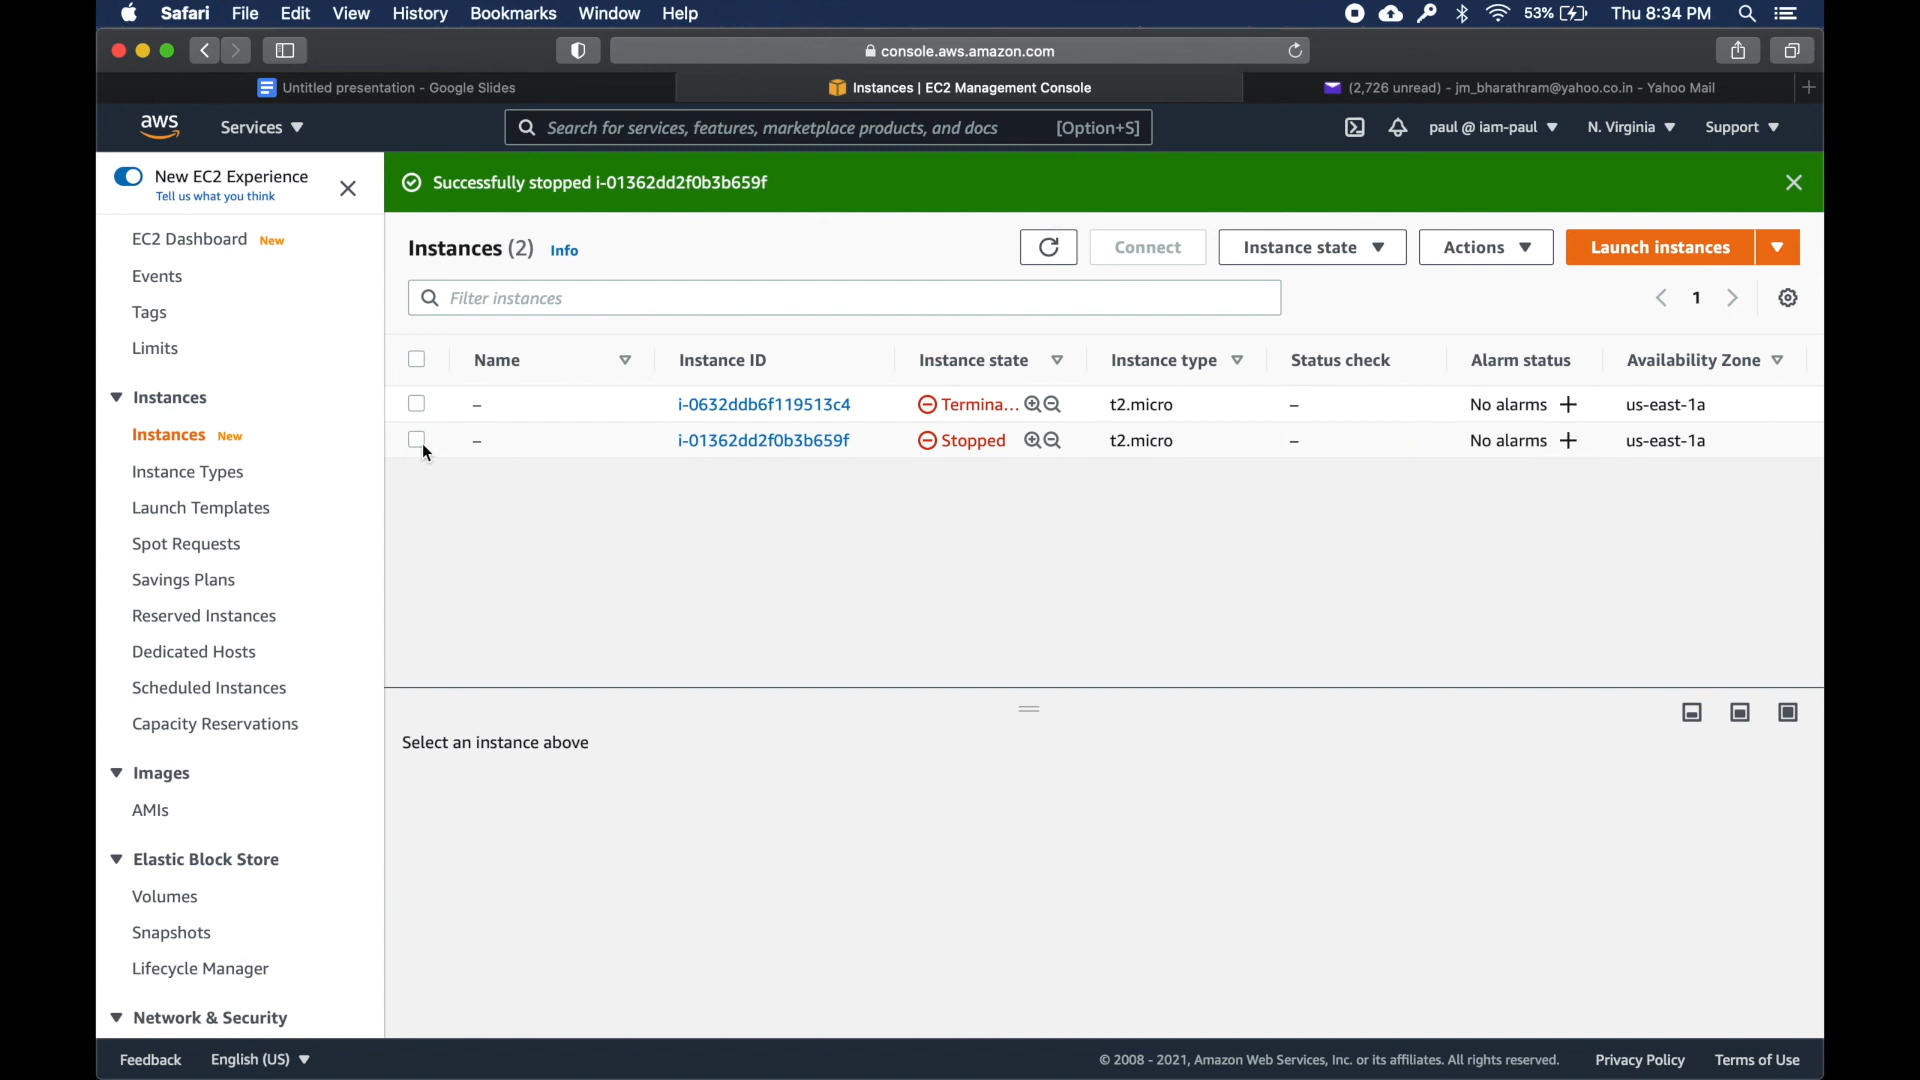 Safari File Edit View History Bookmarks Window Help 53% Thu 8:34 PM
console.aws.amazon.com
Untitled presentation - Google Slides Instances | EC2 Management Console (2,726 unread) - jm_bharathram@yahoo.co.in - Yahoo Mail
aws Services Search for services, features, marketplace products, and docs [Option+S] paul @ iam-paul N. Virginia Support
New EC2 Experience
Tell us what you think
Successfully stopped i-01362dd2f0b3b659f
EC2 Dashboard New
Events
Tags
Limits
Instances
Instances New
Instance Types
Launch Templates
Spot Requests
Savings Plans
Reserved Instances
Dedicated Hosts
Scheduled Instances
Capacity Reservations
Images
AMIs
Elastic Block Store
Volumes
Snapshots
Lifecycle Manager
Network & Security
Instances (2) Info Connect Instance state Actions Launch instances
Filter instances 1
Name Instance ID Instance state Instance type Status check Alarm status Availability Zone
– i-0632ddb6f119513c4 Termina... t2.micro – No alarms + us-east-1a
– i-01362dd2f0b3b659f Stopped t2.micro – No alarms + us-east-1a
Select an instance above
Feedback English (US) © 2008 - 2021, Amazon Web Services, Inc. or its affiliates. All rights reserved. Privacy Policy Terms of Use